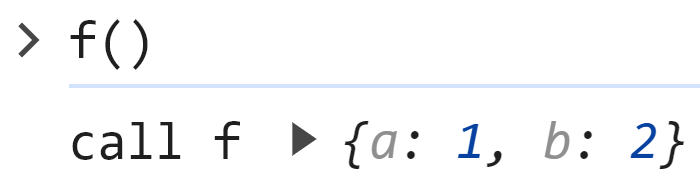 > f()
call f ▶ {a: 1, b: 2}